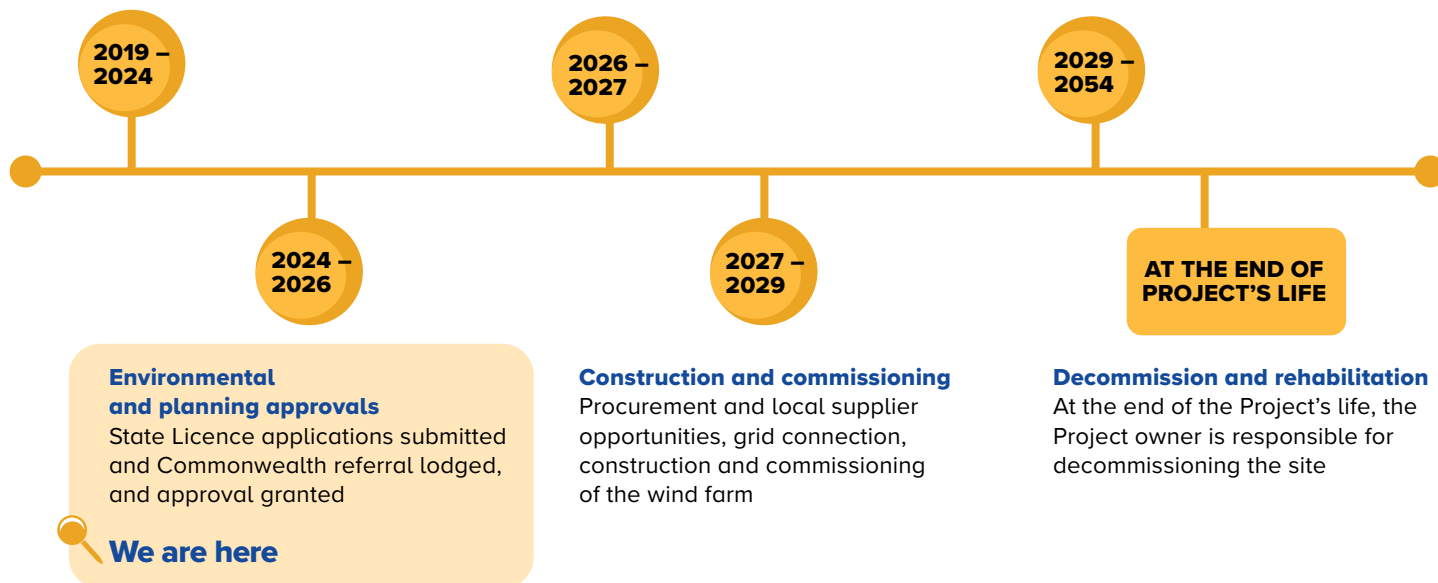 2019 –
2024
2026 –
2027
2029 –
2054
2024 –
2026
2027 –
2029
AT THE END OF
PROJECT’S LIFE
Environmental
and planning approvals
State Licence applications submitted
and Commonwealth referral lodged,
and approval granted
We are here
Construction and commissioning
Procurement and local supplier
opportunities, grid connection,
construction and commissioning
of the wind farm
Decommission and rehabilitation
At the end of the Project’s life, the
Project owner is responsible for
decommissioning the site